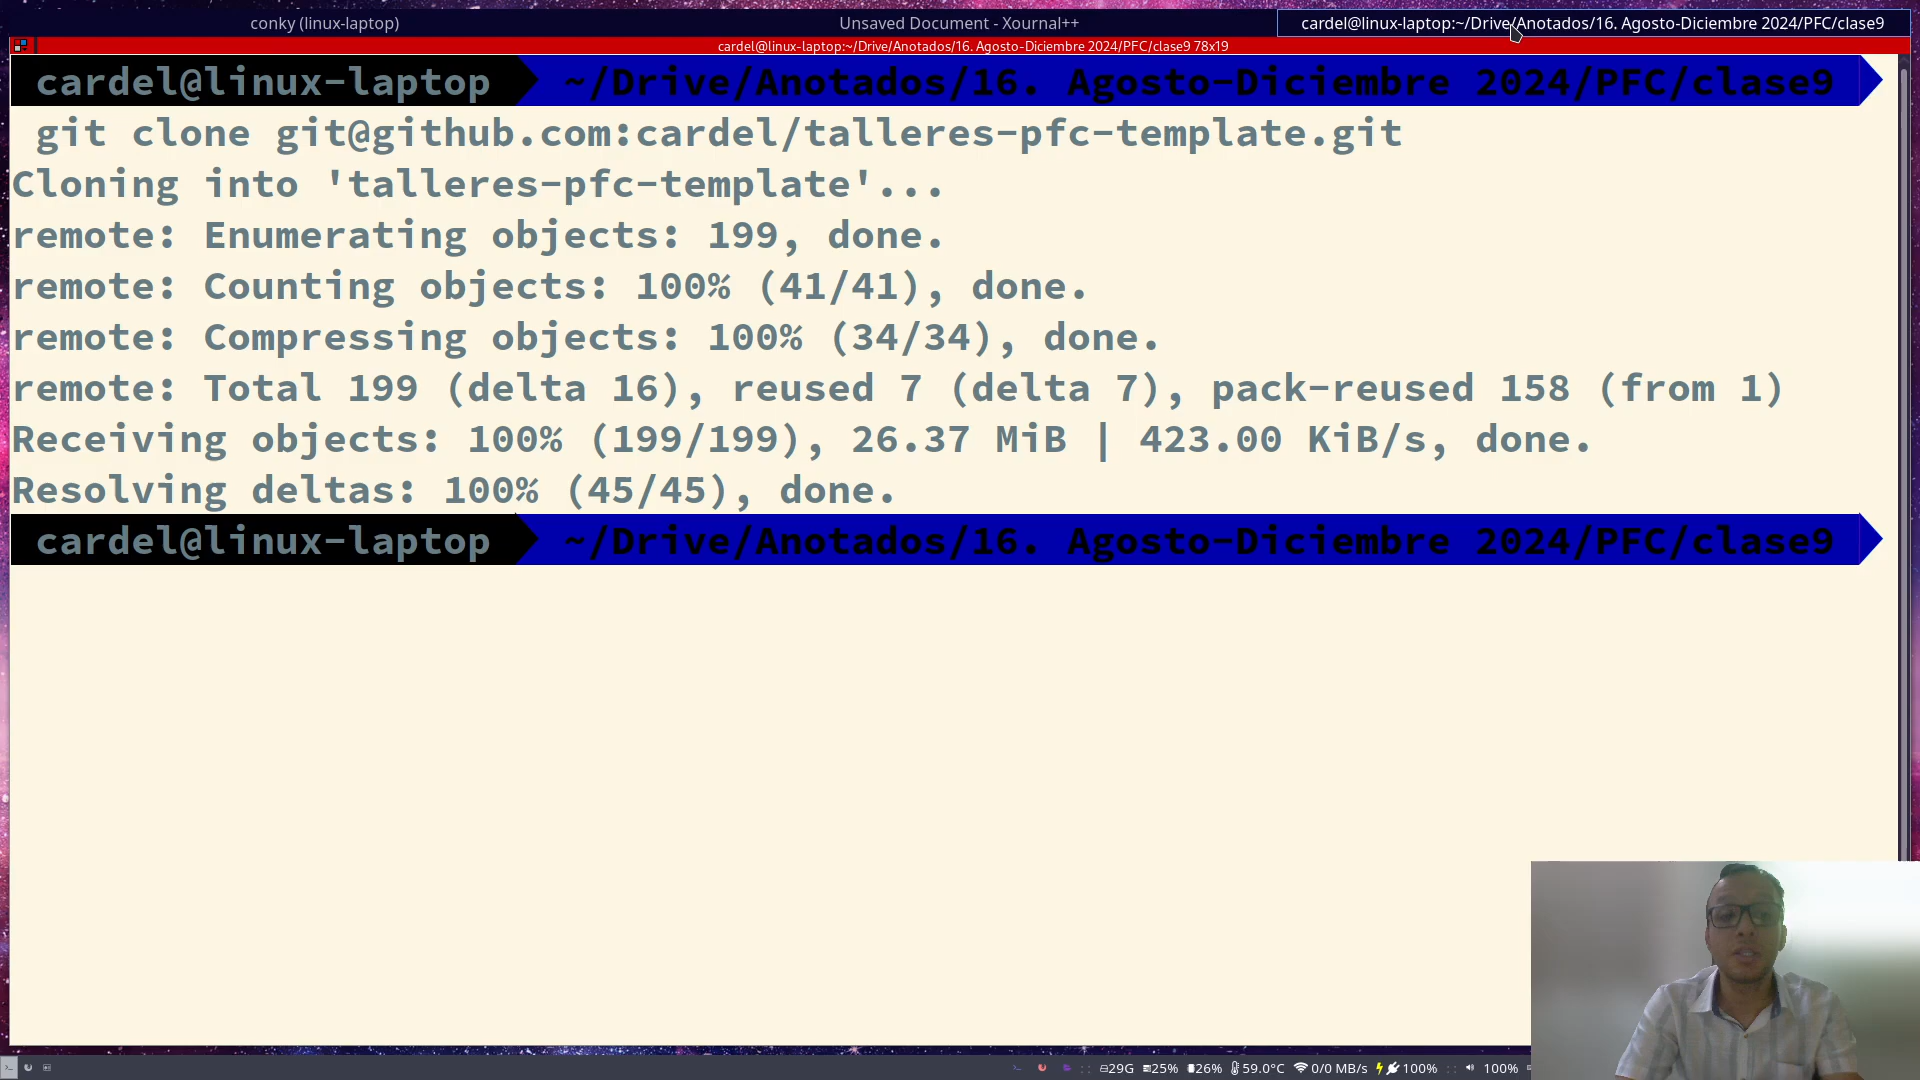 conky (linux-laptop)
Unsaved Document - Xournal++
cardel@linux-laptop:~/Drive/Anotados/16. Agosto-Diciembre 2024/PFC/clase9
cardel@linux-laptop:~/Drive/Anotados/16. Agosto-Diciembre 2024/PFC/clase9 78x19
cardel@linux-laptop ~/Drive/Anotados/16. Agosto-Diciembre 2024/PFC/clase9
git clone git@github.com:cardel/talleres-pfc-template.git
Cloning into 'talleres-pfc-template'...
remote: Enumerating objects: 199, done.
remote: Counting objects: 100% (41/41), done.
remote: Compressing objects: 100% (34/34), done.
remote: Total 199 (delta 16), reused 7 (delta 7), pack-reused 158 (from 1)
Receiving objects: 100% (199/199), 26.37 MiB | 423.00 KiB/s, done.
Resolving deltas: 100% (45/45), done.
cardel@linux-laptop ~/Drive/Anotados/16. Agosto-Diciembre 2024/PFC/clase9
29G 25% 26% 59.0°C 0/0 MB/s 100% 100%